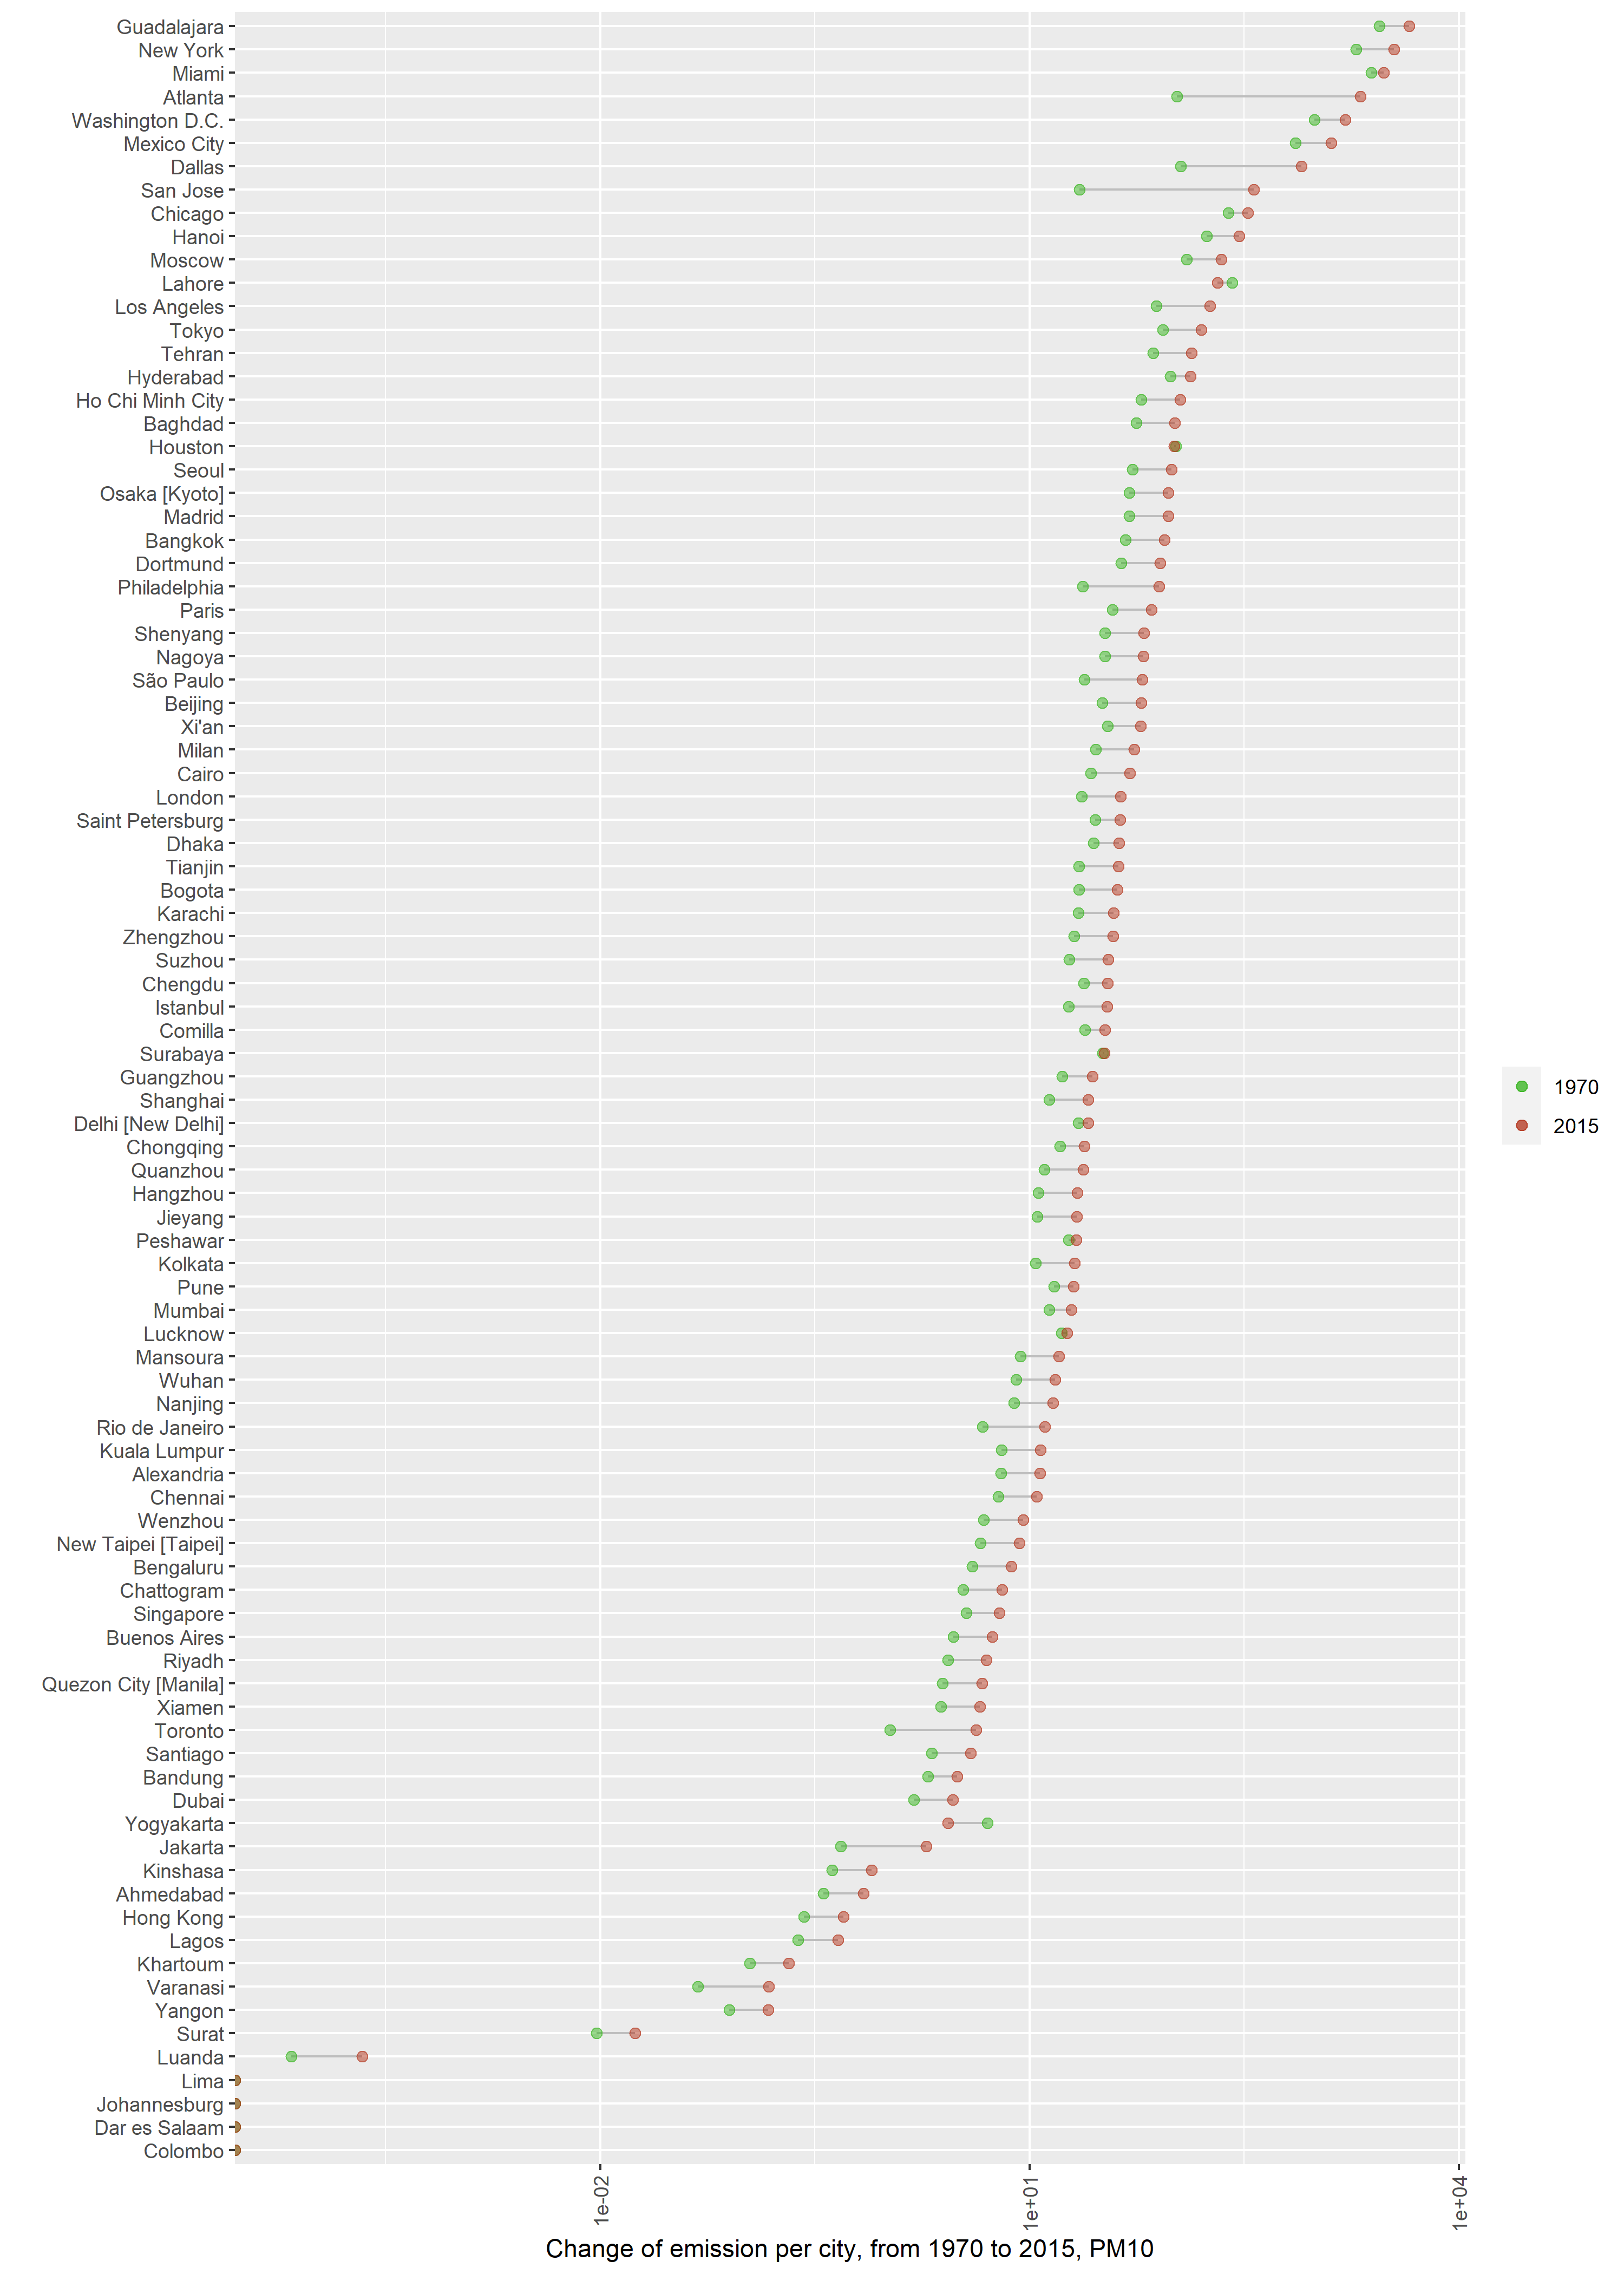 Guadalajara
New York
Miami
Atlanta
Washington D.C.
Mexico City
Dallas
San Jose
Chicago
Hanoi
Moscow
Lahore
Los Angeles
Tokyo
Tehran
Hyderabad
Ho Chi Minh City
Baghdad
Houston
Seoul
Osaka [Kyoto]
Madrid
Bangkok
Dortmund
Philadelphia
Paris
Shenyang
Nagoya
São Paulo
Beijing
Xi'an
Milan
Cairo
London
Saint Petersburg
Dhaka
Tianjin
Bogota
Karachi
Zhengzhou
Suzhou
Chengdu
Istanbul
Comilla
Surabaya
Guangzhou
Shanghai
Delhi [New Delhi]
Chongqing
Quanzhou
Hangzhou
Jieyang
Peshawar
Kolkata
Pune
Mumbai
Lucknow
Mansoura
Wuhan
Nanjing
Rio de Janeiro
Kuala Lumpur
Alexandria
Chennai
Wenzhou
New Taipei [Taipei]
Bengaluru
Chattogram
Singapore
Buenos Aires
Riyadh
Quezon City [Manila]
Xiamen
Toronto
Santiago
Bandung
Dubai
Yogyakarta
Jakarta
Kinshasa
Ahmedabad
Hong Kong
Lagos
Khartoum
Varanasi
Yangon
Surat
Luanda
Lima
Johannesburg
Dar es Salaam
Colombo
1e-02
1e+01
1e+04
Change of emission per city, from 1970 to 2015, PM10
1970
2015